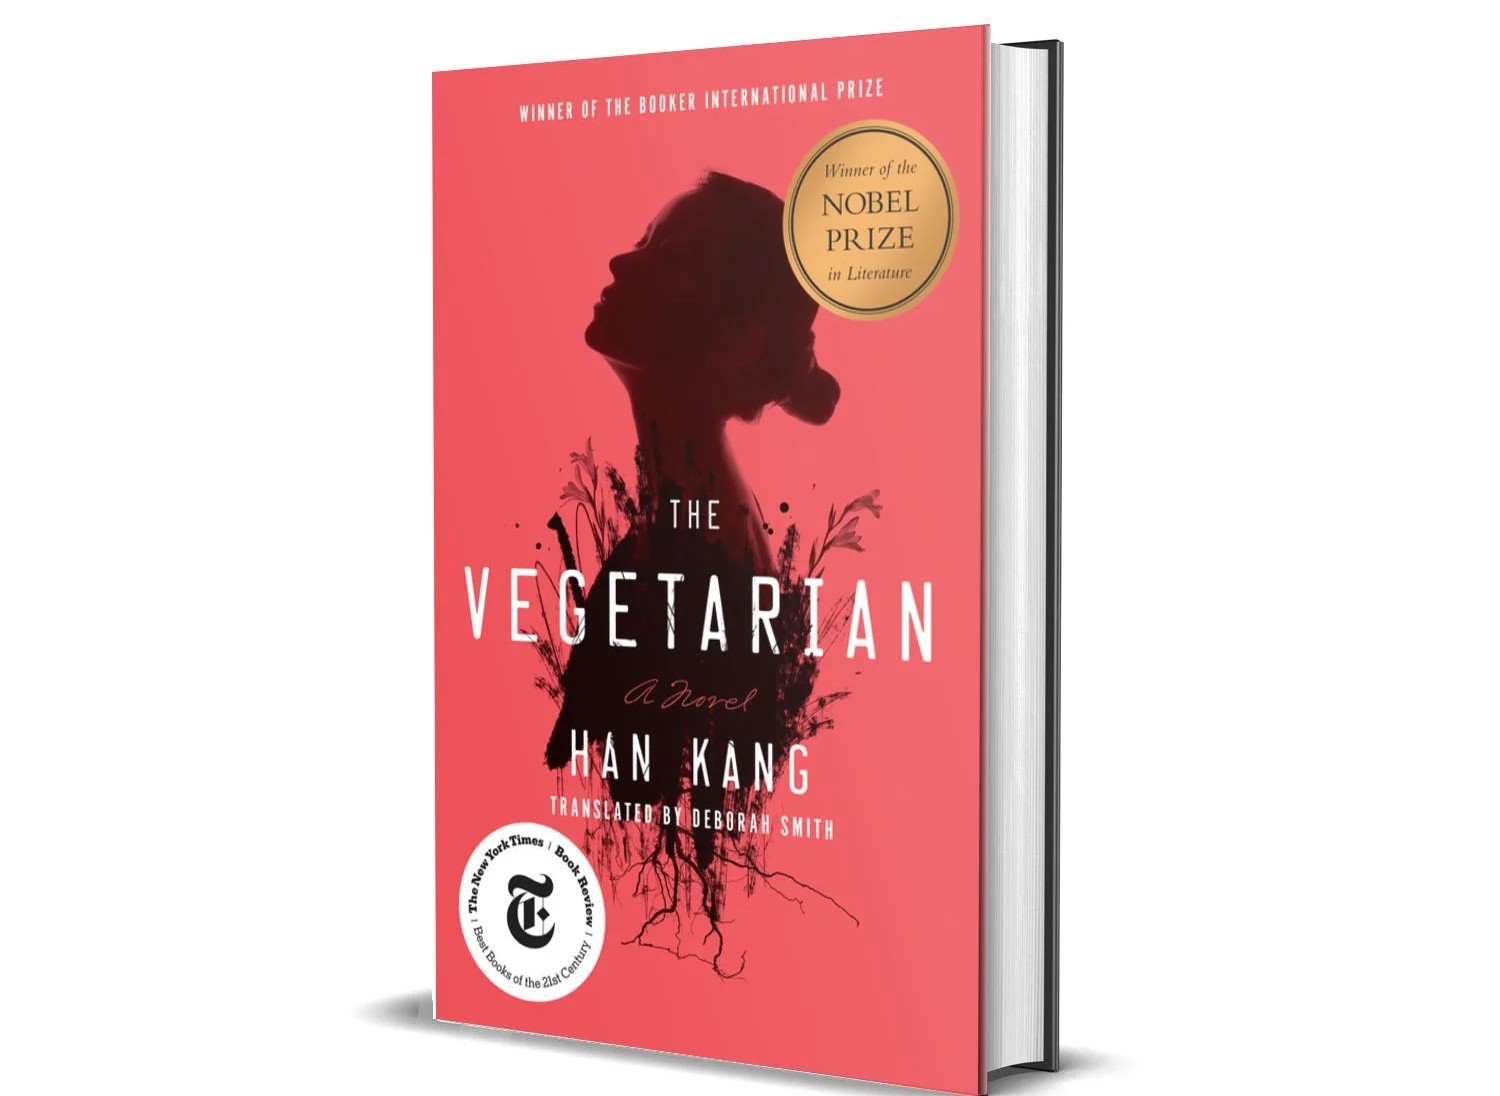 WINNER OF THE BOOKER INTERNATIONAL PRIZE
Winner of the
NOBEL
PRIZE
in Literature
THE
VEGETARIAN
A Novel
HAN KANG
TRANSLATED BY DEBORAH SMITH
The New York Times | Book Review |
T
| Best Books of the 21st Century |